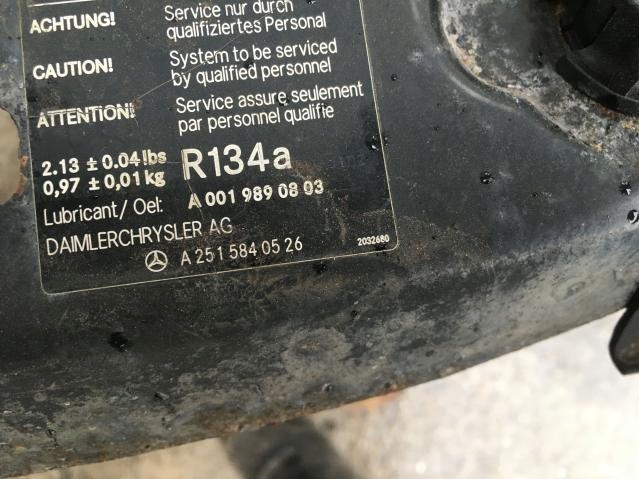 ACHTUNG!
Service nur durch
qualifiziertes Personal
CAUTION!
System to be serviced
by qualified personnel
ATTENTION!
Service assure seulement
par personnel qualifie
2.13 ± 0.04 lbs
0,97 ± 0,01 kg
R134a
Lubricant/ Oel: A 001 989 08 03
DAIMLERCHRYSLER AG
A 251 584 05 26
2032680